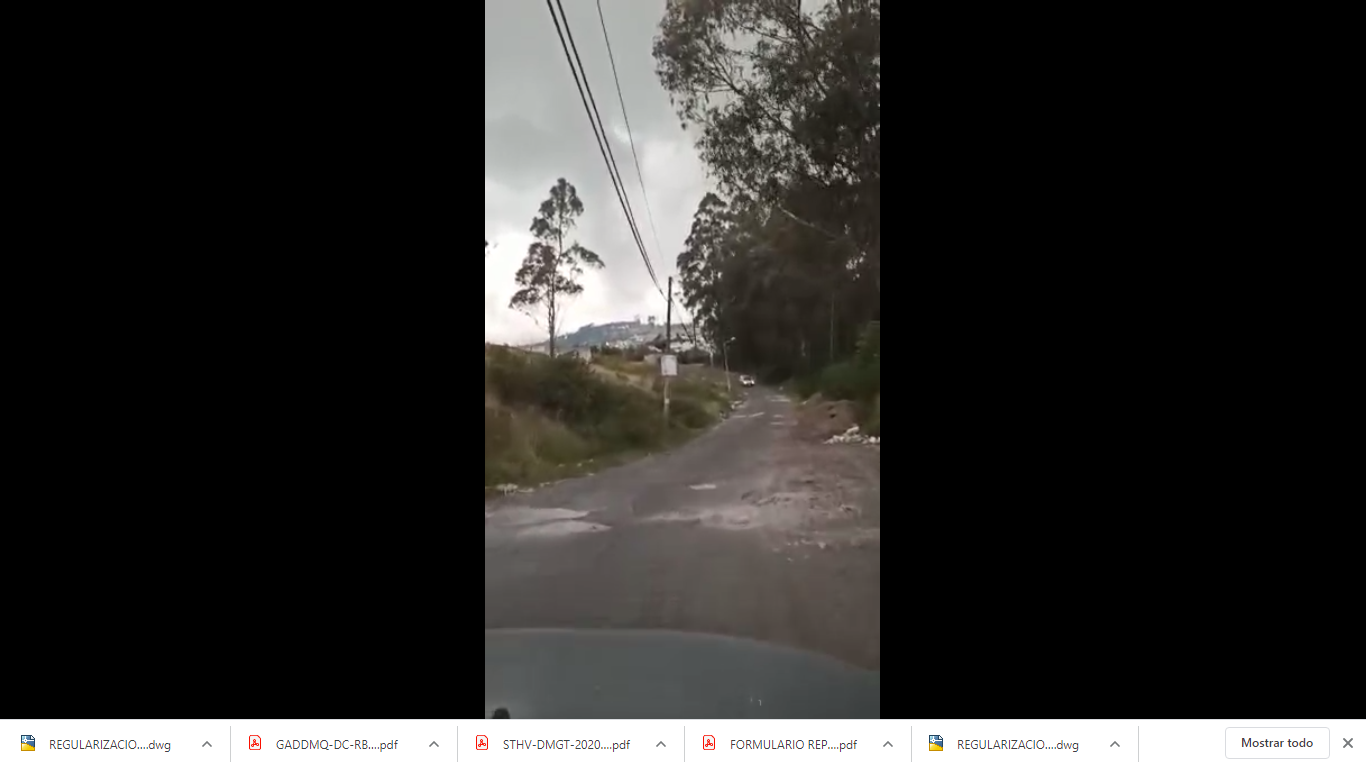 REGULARIZACIO....dwg
GADDMQ-DC-RB....pdf
STHV-DMGT-2020....pdf
FORMULARIO REP....pdf
REGULARIZACIO....dwg
Mostrar todo